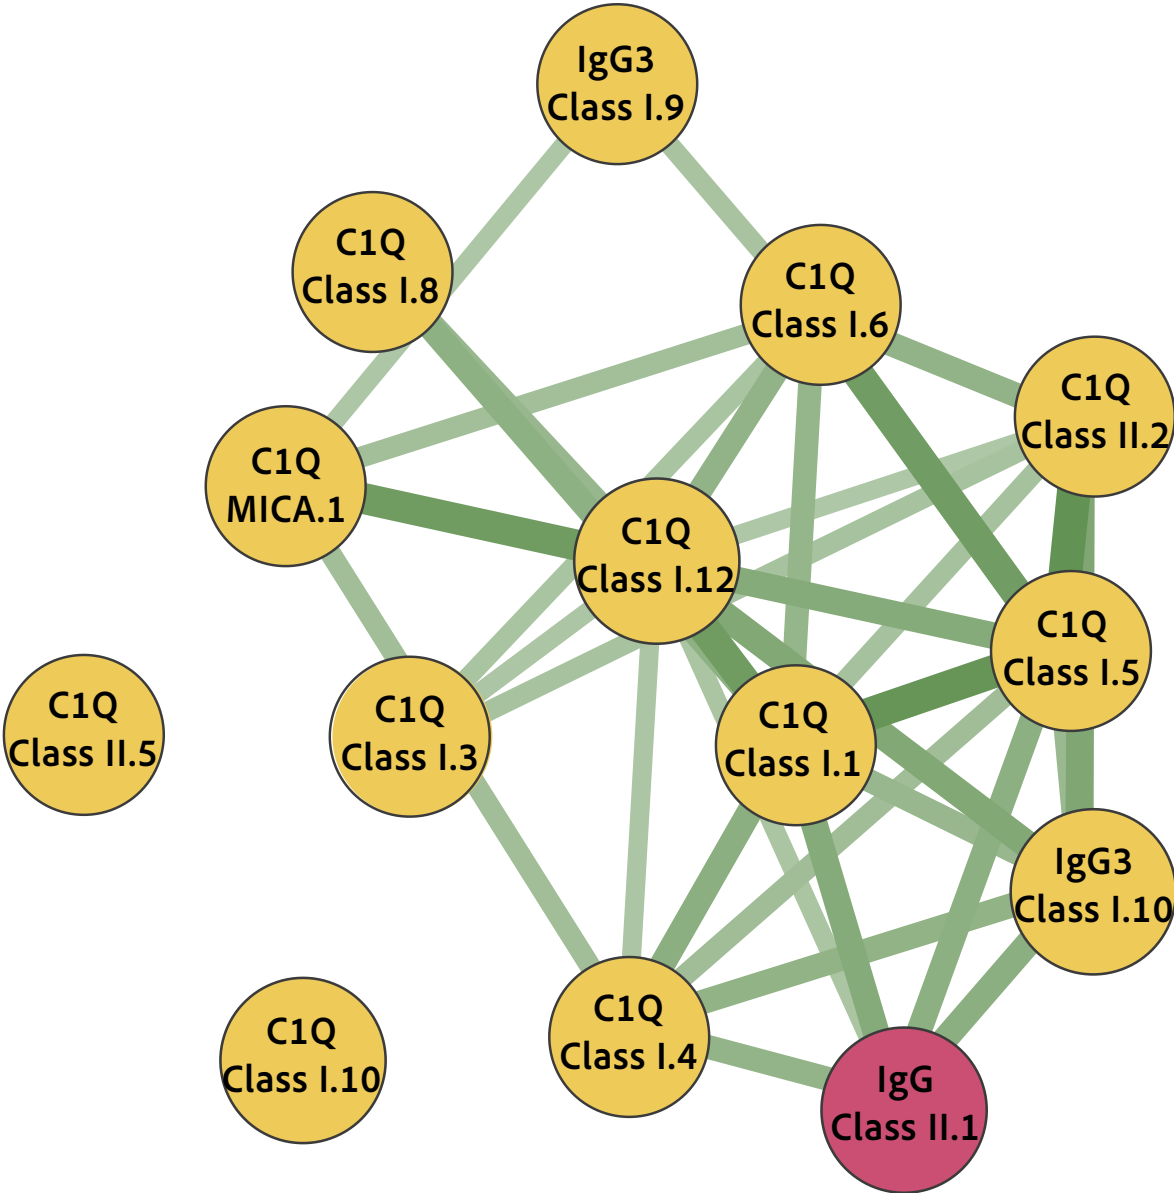 IgG3
Class I.9
C1Q
Class I.8
C1Q
Class I.6
C1Q
Class II.2
C1Q
MICA.1
C1Q
Class I.12
C1Q
Class I.5
C1Q
Class II.5
C1Q
Class I.3
C1Q
Class I.1
IgG3
Class I.10
C1Q
Class I.4
C1Q
Class I.10
IgG
Class II.1